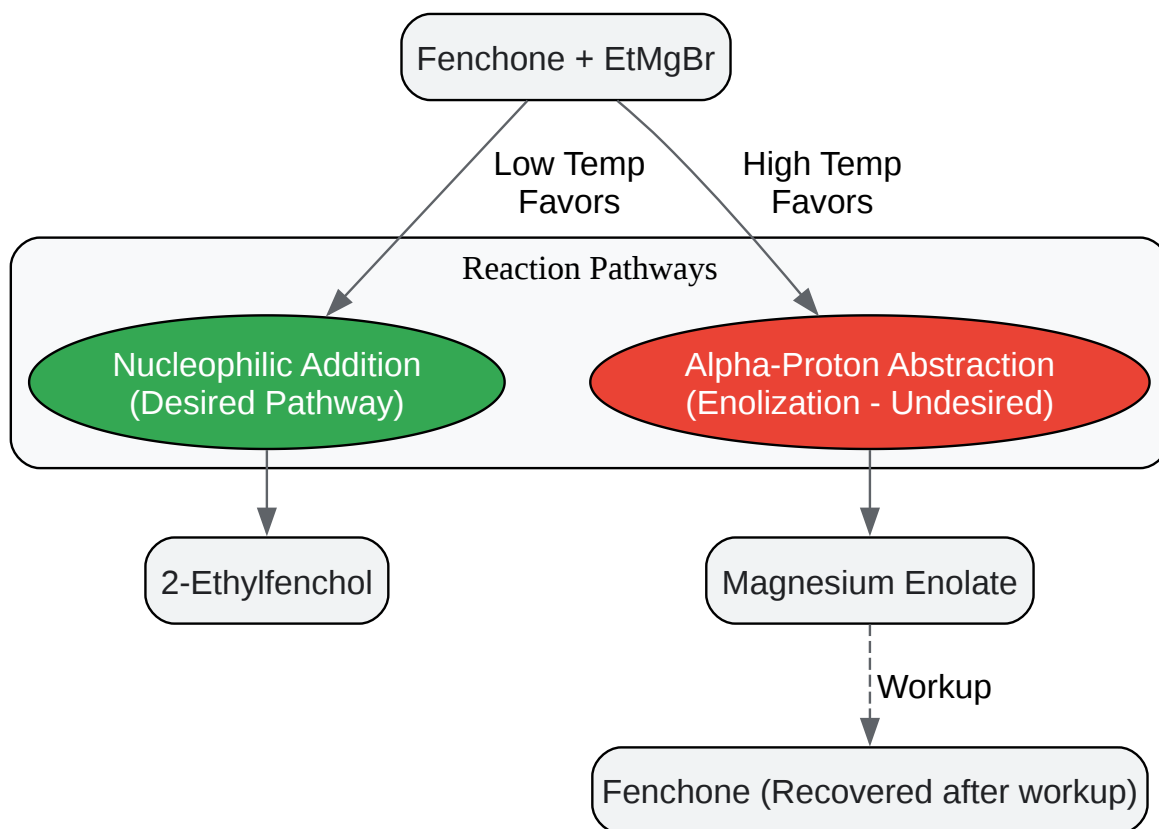 Fenchone + EtMgBr
Low Temp
Favors
High Temp
Favors
Reaction Pathways
Nucleophilic Addition
(Desired Pathway)
Alpha-Proton Abstraction
(Enolization - Undesired)
2-Ethylfenchol
Magnesium Enolate
Workup
Fenchone (Recovered after workup)